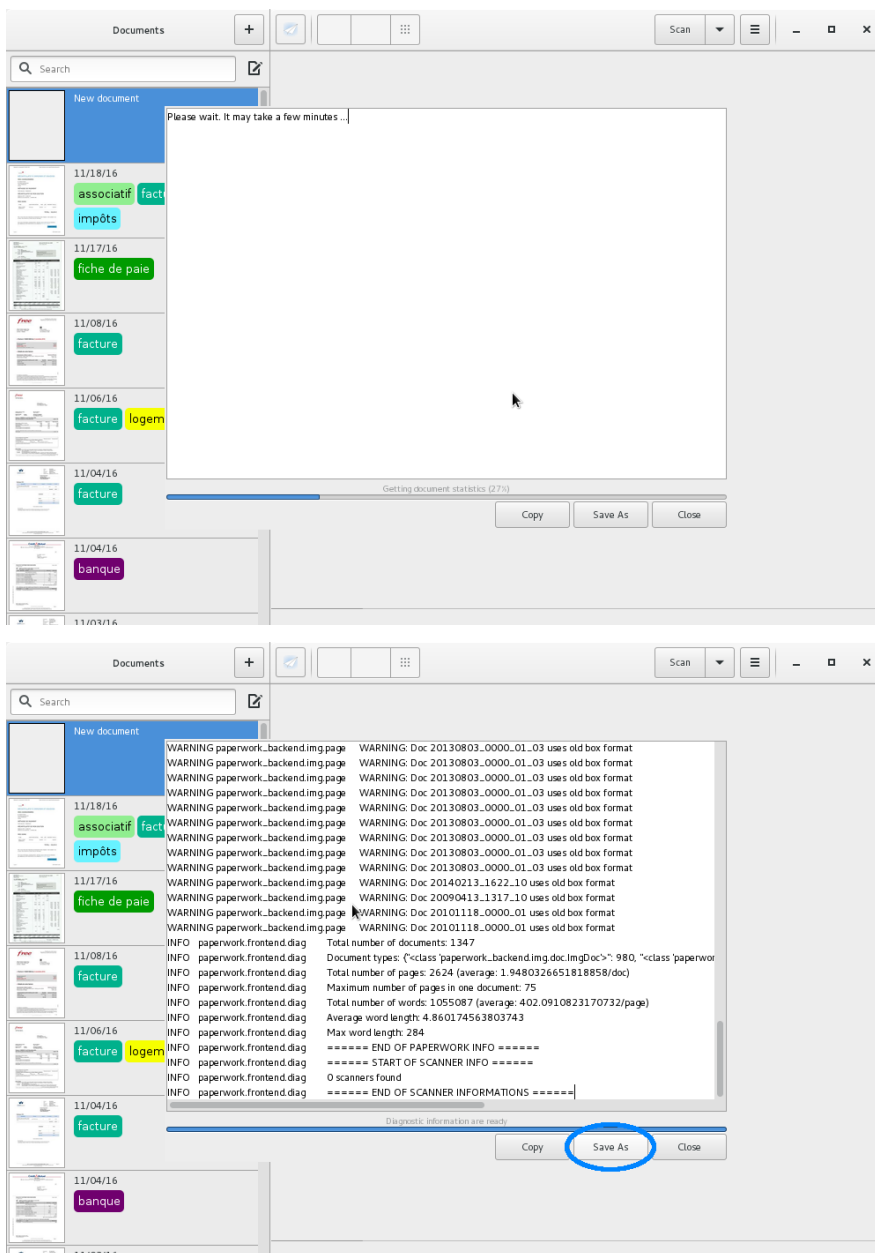 Documents
+
Scan
Search
New document
Please wait. It may take a few minutes ...
11/18/16
associatif
impôts
11/17/16
fiche de paie
11/08/16
facture
11/06/16
facture logem
11/04/16
facture
Getting document statistics (27%)
Copy Save As Close
11/04/16
banque
11/03/16
Documents
+
Scan
Search
New document
WARNING paperwork_backend.img.page WARNING: Doc 20130803_0000_01_03 uses old box format
WARNING paperwork_backend.img.page WARNING: Doc 20130803_0000_01_03 uses old box format
WARNING paperwork_backend.img.page WARNING: Doc 20130803_0000_01_03 uses old box format
WARNING paperwork_backend.img.page WARNING: Doc 20130803_0000_01_03 uses old box format
WARNING paperwork_backend.img.page WARNING: Doc 20130803_0000_01_03 uses old box format
WARNING paperwork_backend.img.page WARNING: Doc 20130803_0000_01_03 uses old box format
WARNING paperwork_backend.img.page WARNING: Doc 20130803_0000_01_03 uses old box format
WARNING paperwork_backend.img.page WARNING: Doc 20130803_0000_01_03 uses old box format
WARNING paperwork_backend.img.page WARNING: Doc 20130803_0000_01_03 uses old box format
WARNING paperwork_backend.img.page WARNING: Doc 20140213_1622_10 uses old box format
WARNING paperwork_backend.img.page WARNING: Doc 20090413_1317_10 uses old box format
WARNING paperwork_backend.img.page WARNING: Doc 20101118_0000_01 uses old box format
WARNING paperwork_backend.img.page WARNING: Doc 20101118_0000_01 uses old box format
INFO paperwork.frontend.diag Total number of documents: 1347
INFO paperwork.frontend.diag Document types: {"<class 'paperwork_backend.img.doc.ImgDoc'>": 980, "<class 'paperwor
INFO paperwork.frontend.diag Total number of pages: 2624 (average: 1.9480326651818858/doc)
INFO paperwork.frontend.diag Maximum number of pages in one document: 75
INFO paperwork.frontend.diag Total number of words: 1055087 (average: 402.0910823170732/page)
INFO paperwork.frontend.diag Average word length: 4.860174563803743
INFO paperwork.frontend.diag Max word length: 284
INFO paperwork.frontend.diag ====== END OF PAPERWORK INFO ======
INFO paperwork.frontend.diag ====== START OF SCANNER INFO ======
INFO paperwork.frontend.diag 0 scanners found
INFO paperwork.frontend.diag ====== END OF SCANNER INFORMATIONS ======
11/18/16
associatif
impôts
11/17/16
fiche de paie
11/08/16
facture
11/06/16
facture logem
11/04/16
facture
Diagnostic information are ready
Copy Save As Close
11/04/16
banque